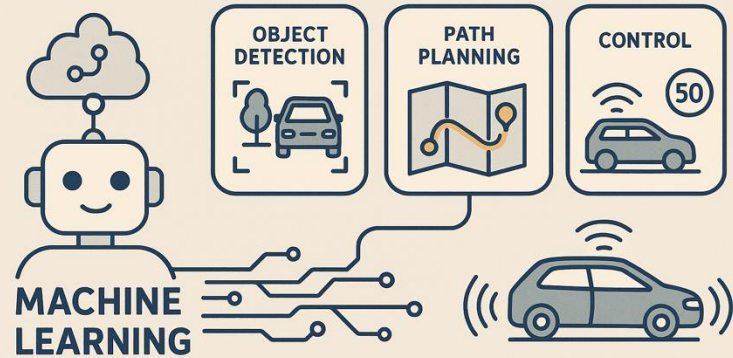 OBJECT
DETECTION
PATH
PLANNING
CONTROL
50
MACHINE
LEARNING